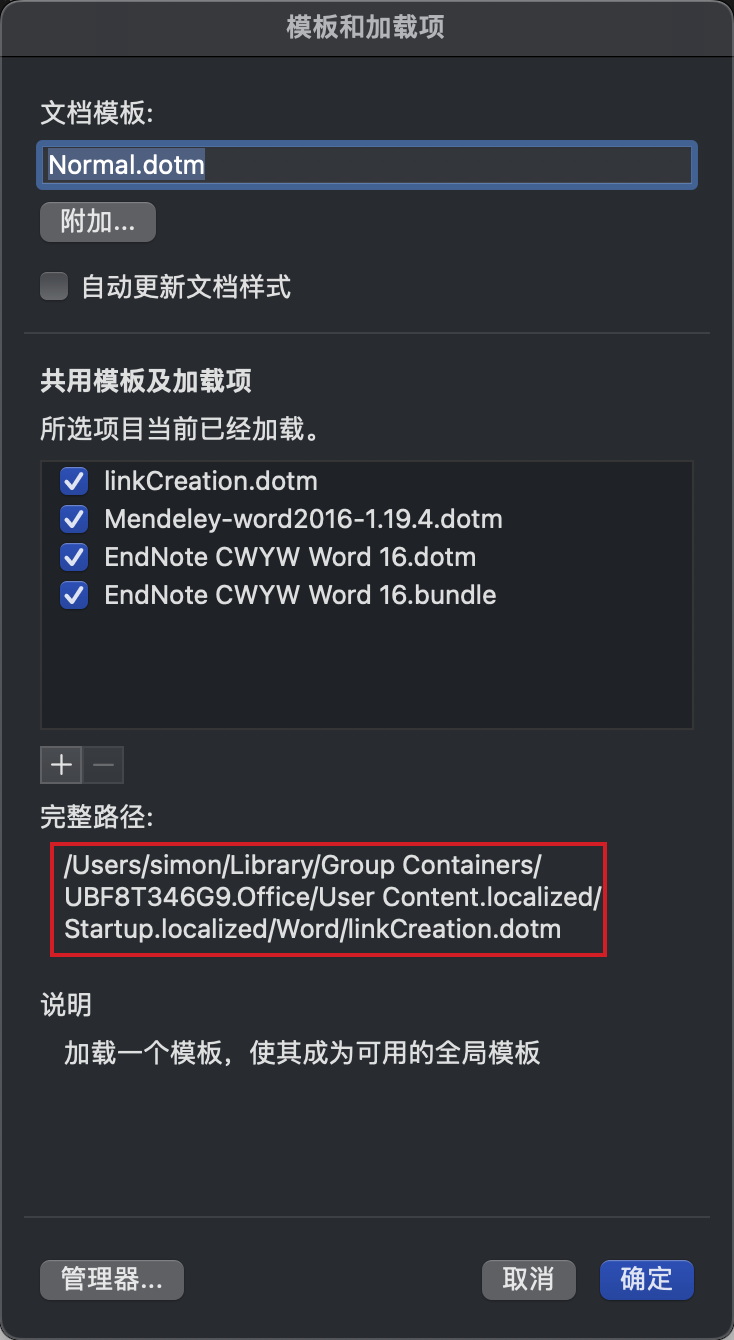 模板和加载项
文档模板:
Normal.dotm
附加...
自动更新文档样式
共用模板及加载项
所选项目当前已经加载。
linkCreation.dotm
Mendeley-word2016-1.19.4.dotm
EndNote CWYW Word 16.dotm
EndNote CWYW Word 16.bundle
完整路径:
/Users/simon/Library/Group Containers/
UBF8T346G9.Office/User Content.localized/
Startup.localized/Word/linkCreation.dotm
说明
加载一个模板，使其成为可用的全局模板
管理器... 取消 确定